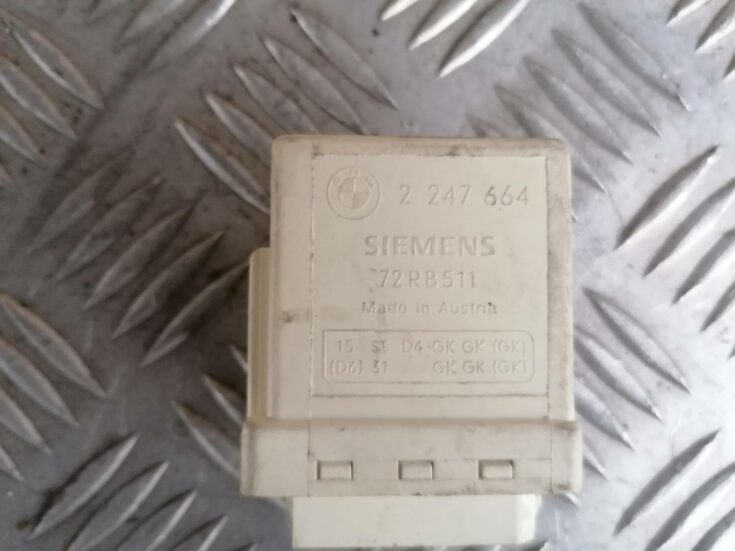 BMW 2 247 664
SIEMENS
72RB511
Made in Austria
15 ST D4-GK GK (GK)
(D6) 31 GK GK (GK)